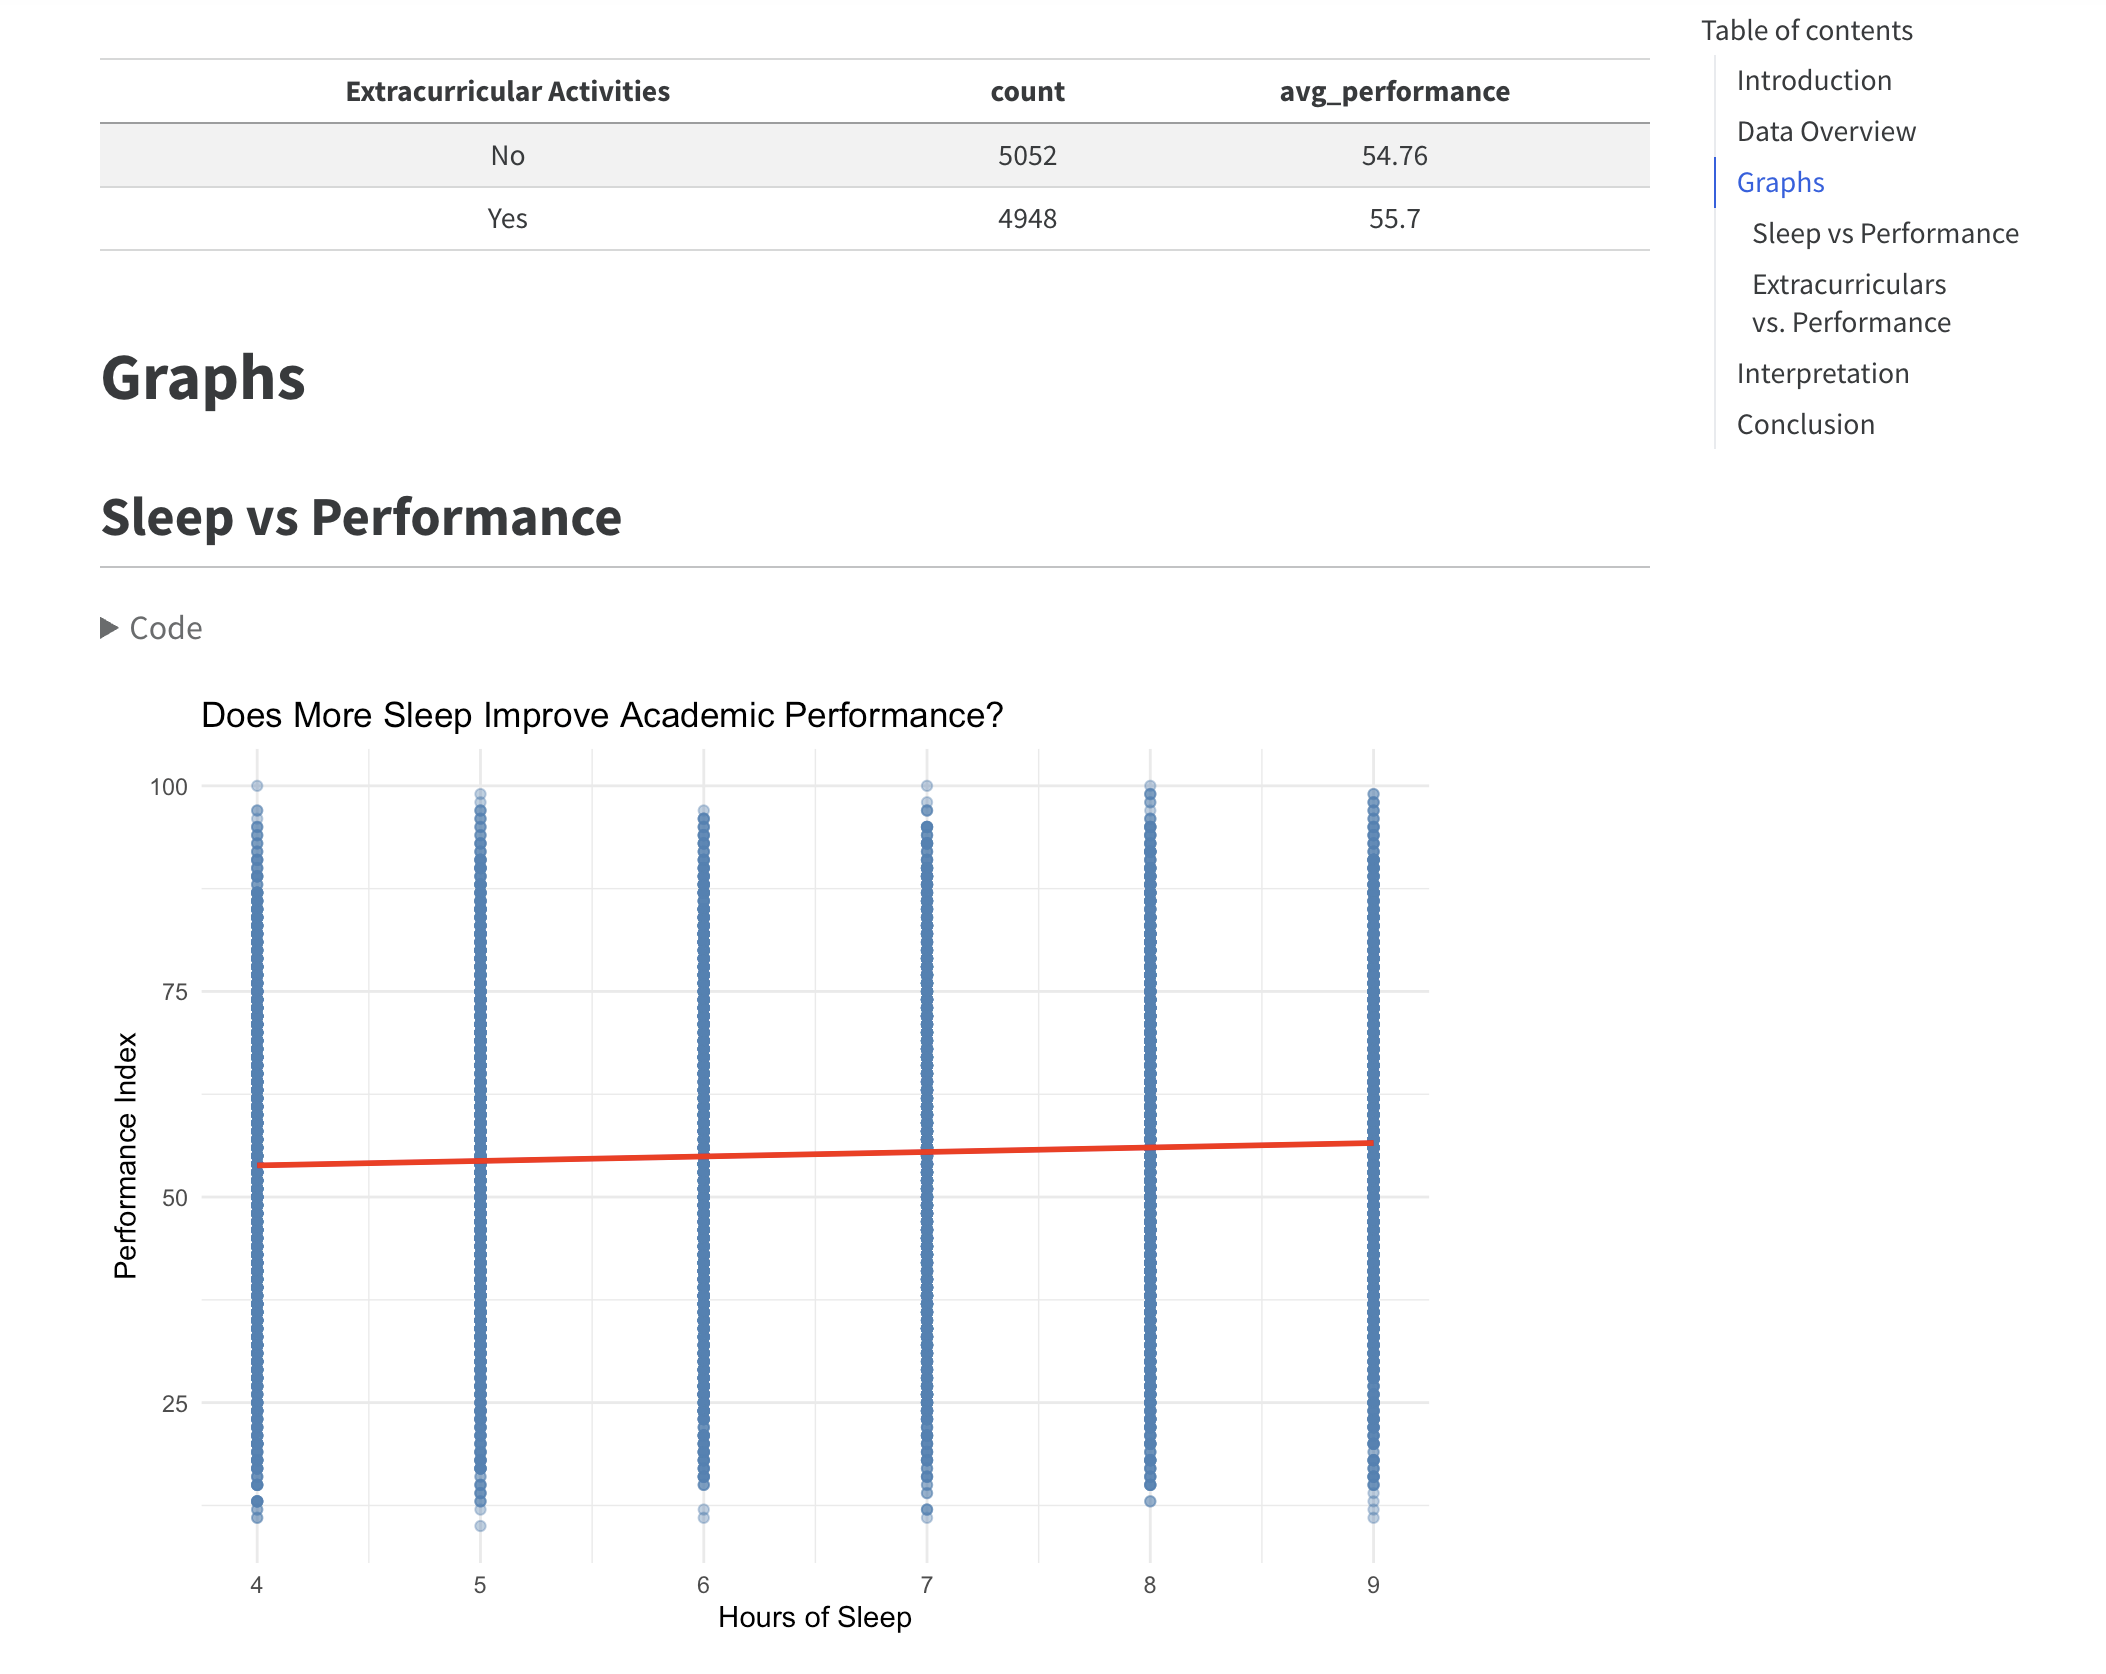 Extracurricular Activities count avg_performance
No 5052 54.76
Yes 4948 55.7
Graphs
Sleep vs Performance
Code
Does More Sleep Improve Academic Performance?
Performance Index
100
75
50
25
4 5 6 7 8 9
Hours of Sleep
Table of contents
Introduction
Data Overview
Graphs
Sleep vs Performance
Extracurriculars
vs. Performance
Interpretation
Conclusion